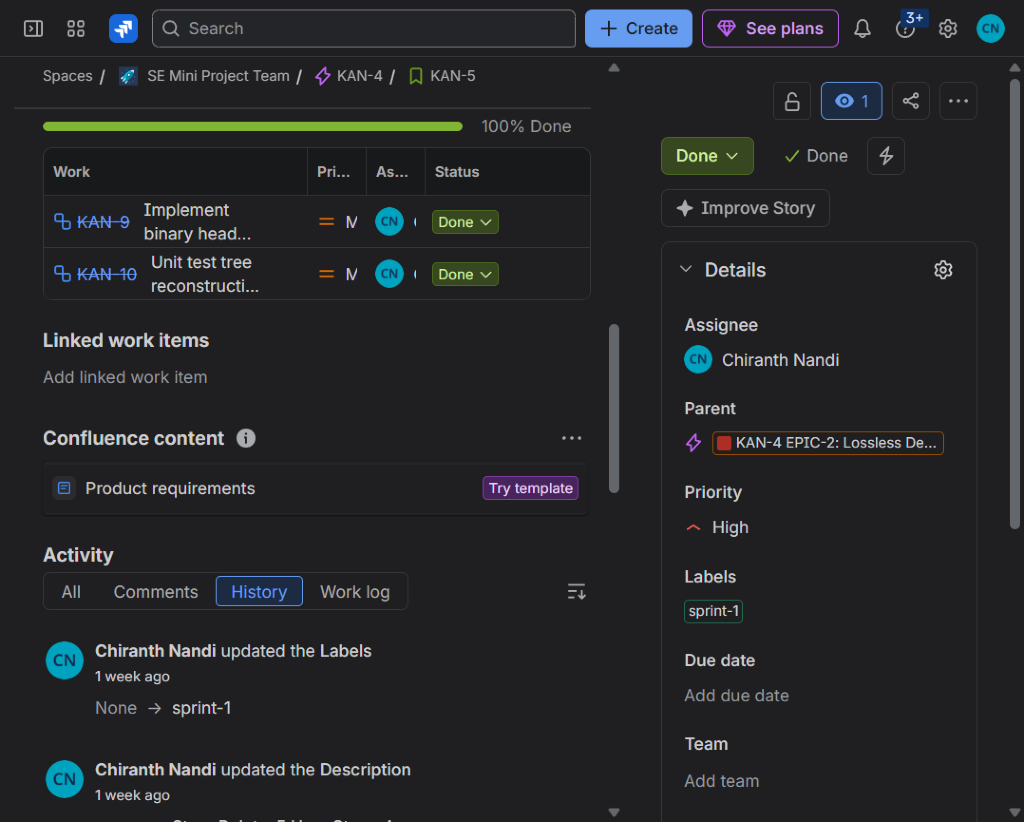 Search
Create
See plans
3+
CN
Spaces / SE Mini Project Team / KAN-4 / KAN-5
1
100% Done
Done
Done
Improve Story
Work Pri... As... Status
KAN-9 Implement binary head... M CN Done
KAN-10 Unit test tree reconstructi... M CN Done
Linked work items
Add linked work item
Confluence content
Product requirements Try template
Activity
All Comments History Work log
CN Chiranth Nandi updated the Labels
1 week ago
None → sprint-1
CN Chiranth Nandi updated the Description
1 week ago
Details
Assignee
CN Chiranth Nandi
Parent
KAN-4 EPIC-2: Lossless De...
Priority
High
Labels
sprint-1
Due date
Add due date
Team
Add team